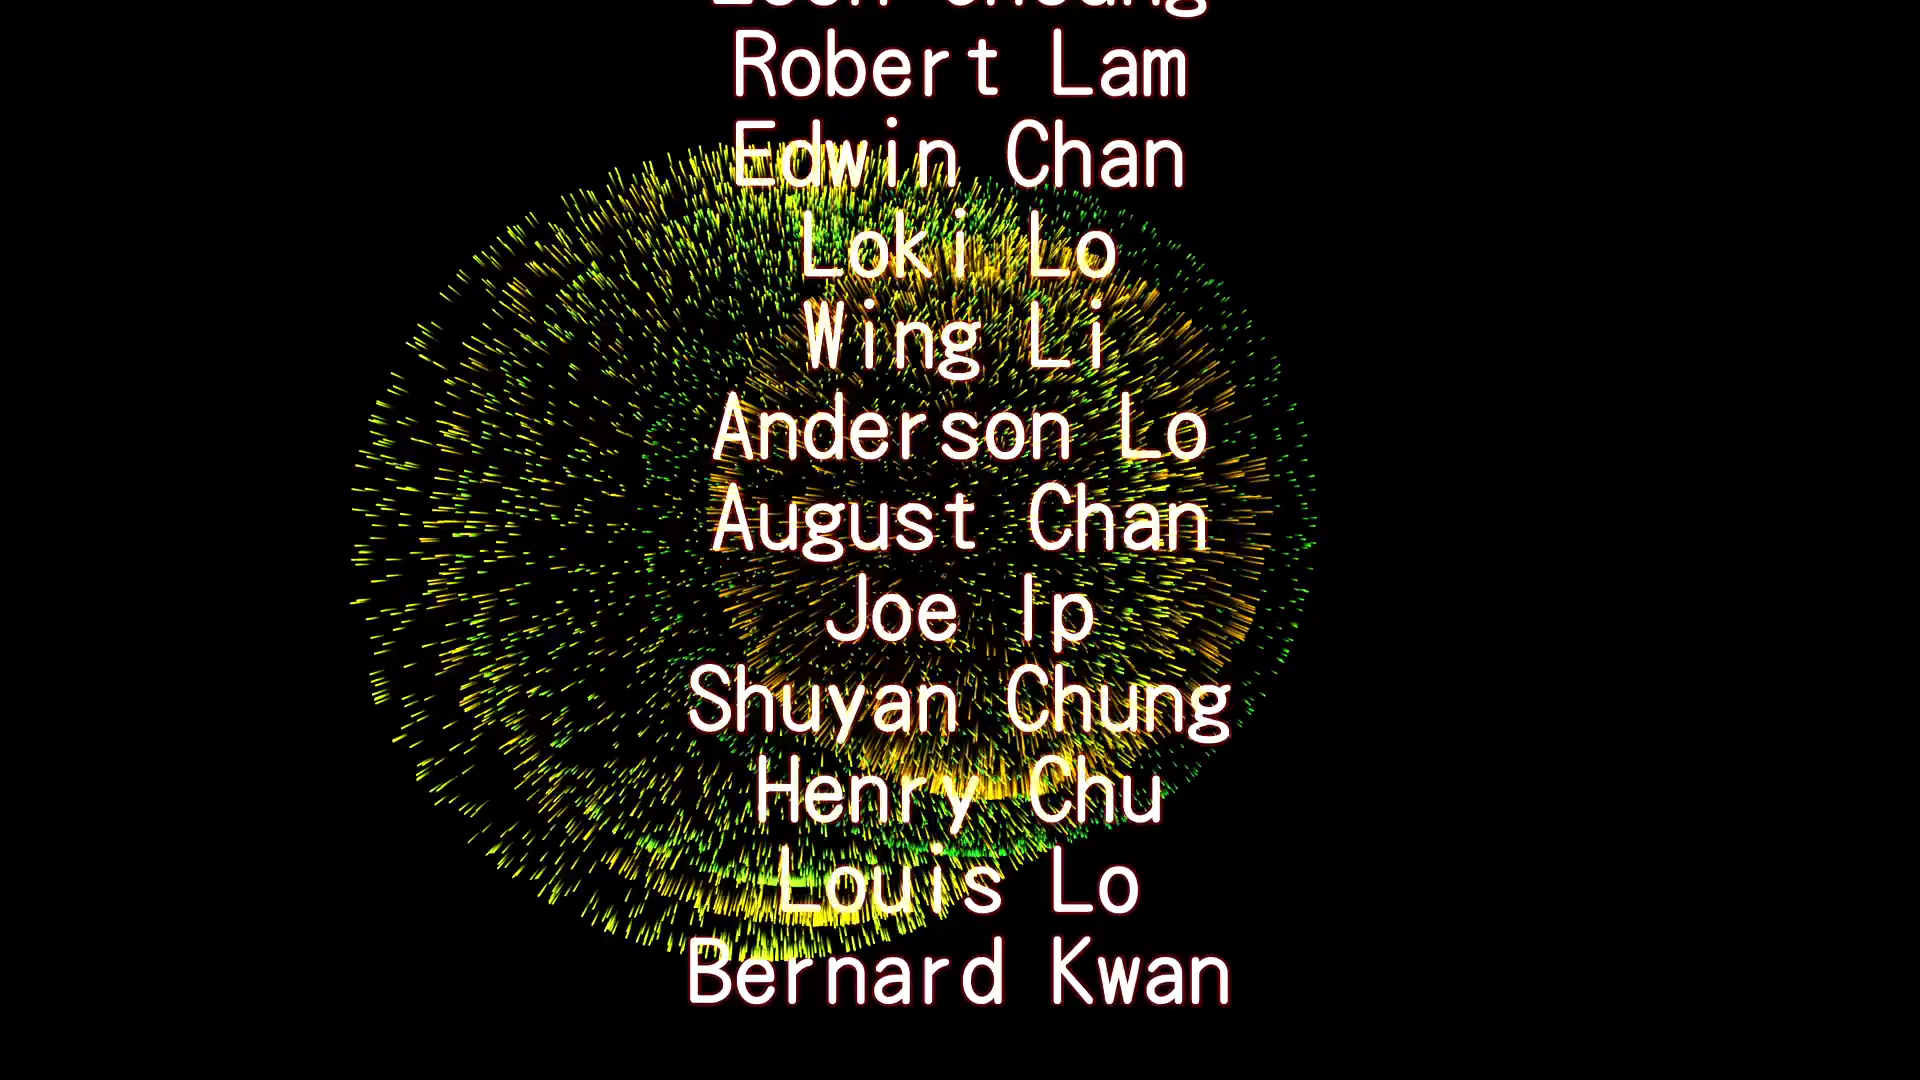 Robert Lam
Edwin Chan
Loki Lo
Wing Li
Anderson Lo
August Chan
Joe Ip
Shuyan Chung
Henry Chu
Louis Lo
Bernard Kwan